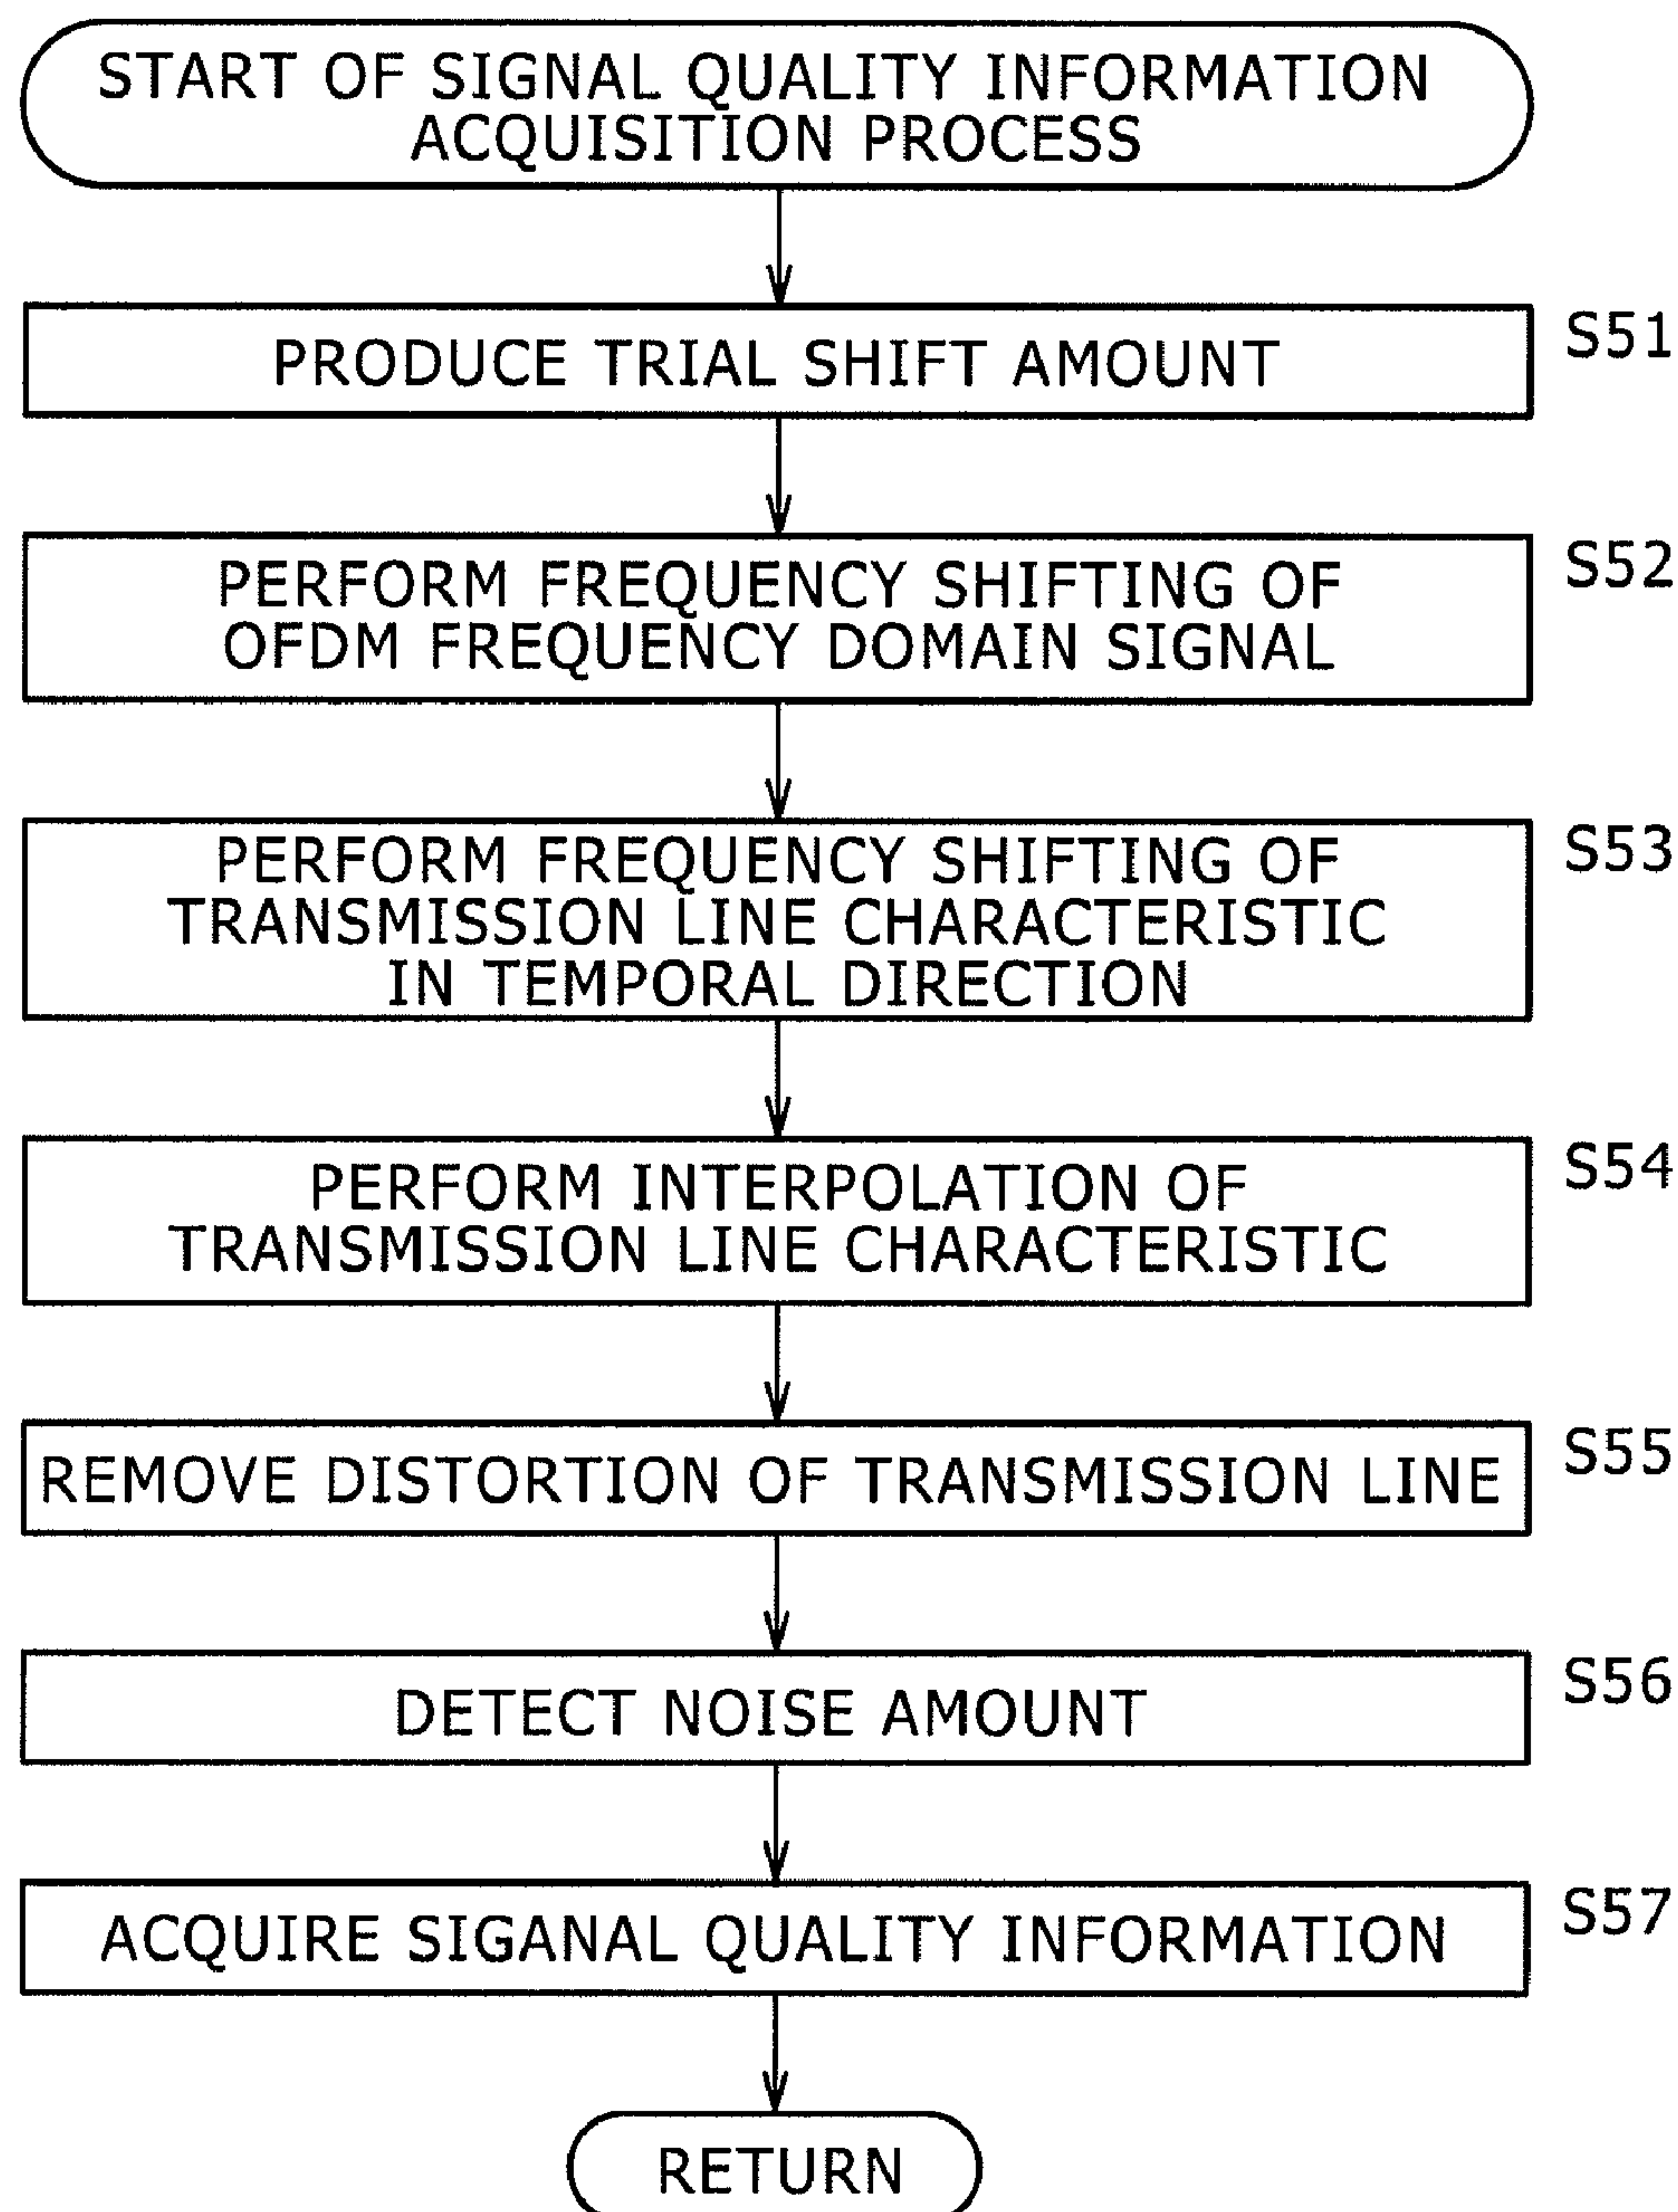 START OF SIGNAL QUALITY INFORMATION
ACQUISITION PROCESS
PRODUCE TRIAL SHIFT AMOUNT
S51
PERFORM FREQUENCY SHIFTING OF
OFDM FREQUENCY DOMAIN SIGNAL
S52
PERFORM FREQUENCY SHIFTING OF
TRANSMISSION LINE CHARACTERISTIC
IN TEMPORAL DIRECTION
S53
PERFORM INTERPOLATION OF
TRANSMISSION LINE CHARACTERISTIC
S54
REMOVE DISTORTION OF TRANSMISSION LINE
S55
DETECT NOISE AMOUNT
S56
ACQUIRE SIGANAL QUALITY INFORMATION
S57
RETURN